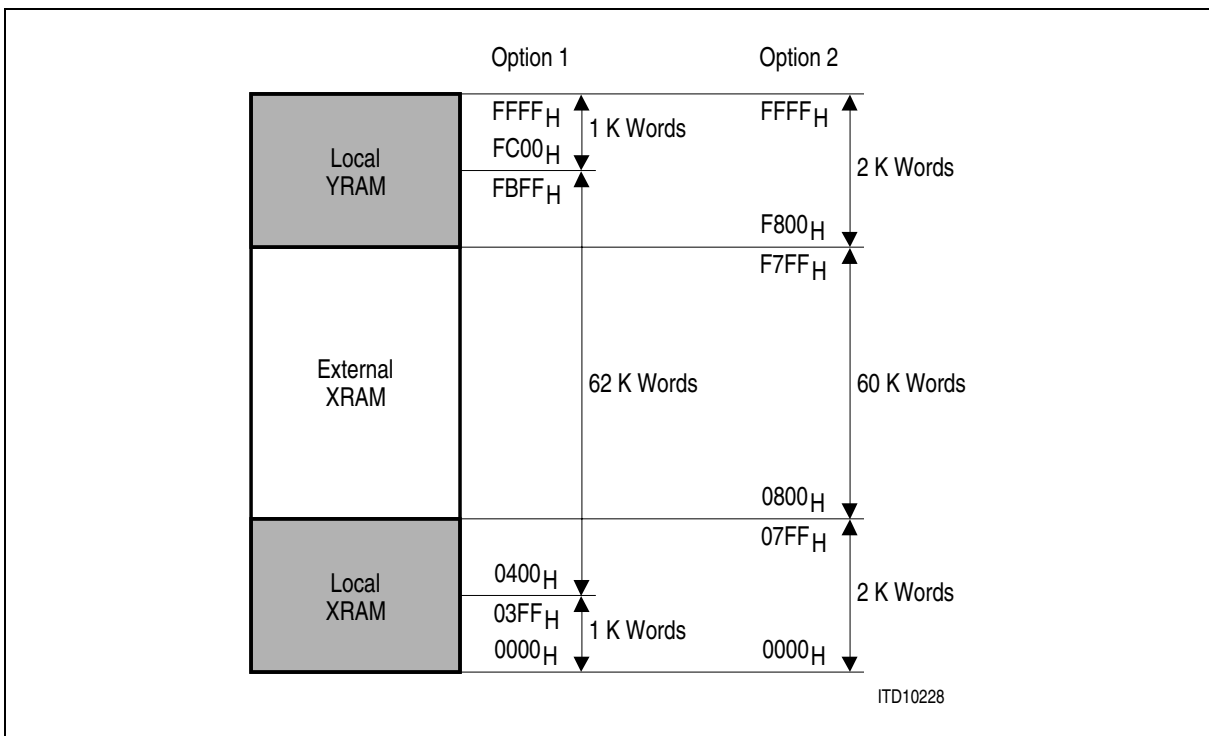 Option 1
Option 2
FFFFH
1 K Words
FFFFH
FC00H
Local
YRAM
FBFFH
2 K Words
F800H
F7FFH
External
XRAM
62 K Words
60 K Words
0800H
07FFH
0400H
Local
XRAM
03FFH
1 K Words
2 K Words
0000H
0000H
ITD10228